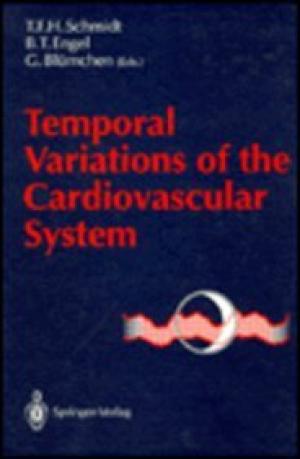 T.F.H. Schmidt
B.T. Engel
G. Blümchen (Eds.)
Temporal
Variations of the
Cardiovascular
System
Springer-Verlag